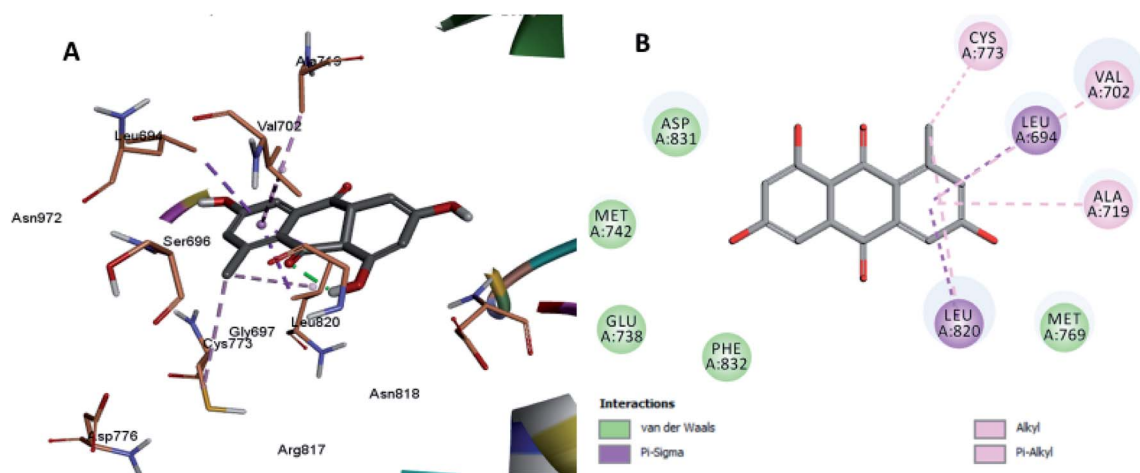 A
Ala719
Leu694
Val702
Asn972
Ser696
Gly697
Leu820
Cys773
Asn818
Asp776
Arg817
B
CYS
A:773
VAL
A:702
ASP
A:831
LEU
A:694
ALA
A:719
MET
A:742
GLU
A:738
PHE
A:832
LEU
A:820
MET
A:769
Interactions
van der Waals
Pi-Sigma
Alkyl
Pi-Alkyl